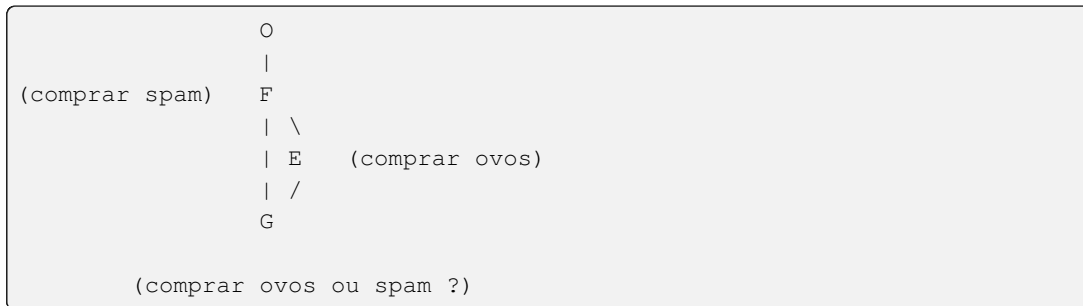 O
|
(comprar spam) F
| \
| E (comprar ovos)
| /
G
(comprar ovos ou spam ?)